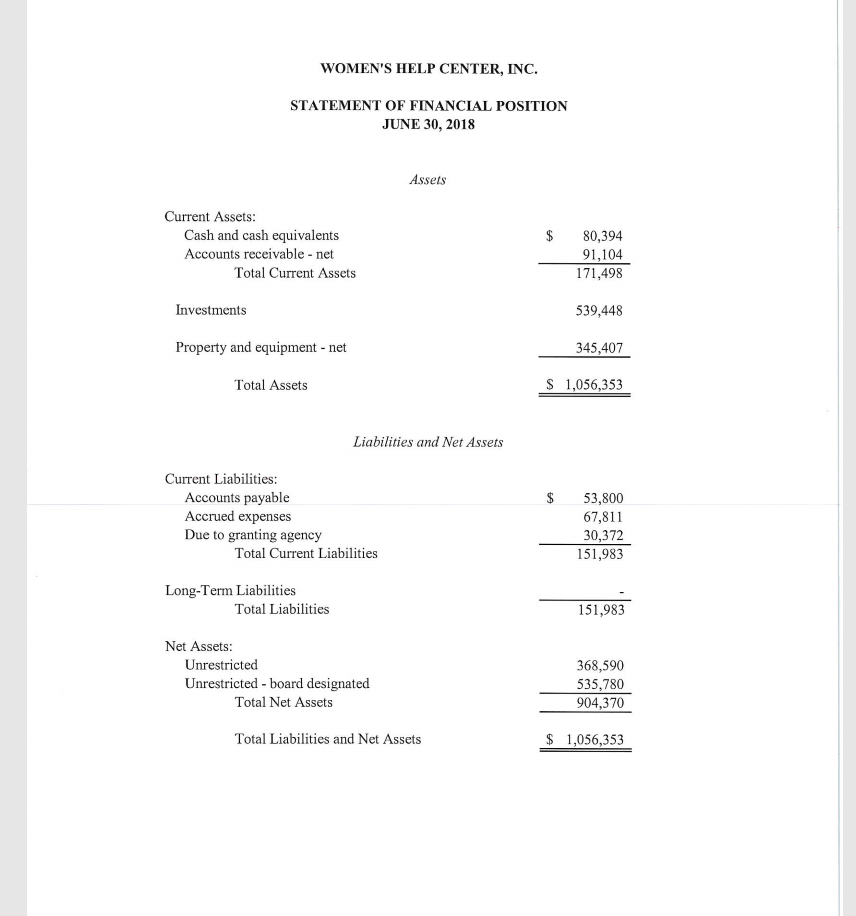 WOMEN'S HELP CENTER, INC.
STATEMENT OF FINANCIAL POSITION
JUNE 30, 2018
Assets
Current Assets:
Cash and cash equivalents $ 80,394
Accounts receivable - net 91,104
Total Current Assets 171,498
Investments 539,448
Property and equipment - net 345,407
Total Assets $ 1,056,353
Liabilities and Net Assets
Current Liabilities:
Accounts payable $ 53,800
Accrued expenses 67,811
Due to granting agency 30,372
Total Current Liabilities 151,983
Long-Term Liabilities -
Total Liabilities 151,983
Net Assets:
Unrestricted 368,590
Unrestricted - board designated 535,780
Total Net Assets 904,370
Total Liabilities and Net Assets $ 1,056,353